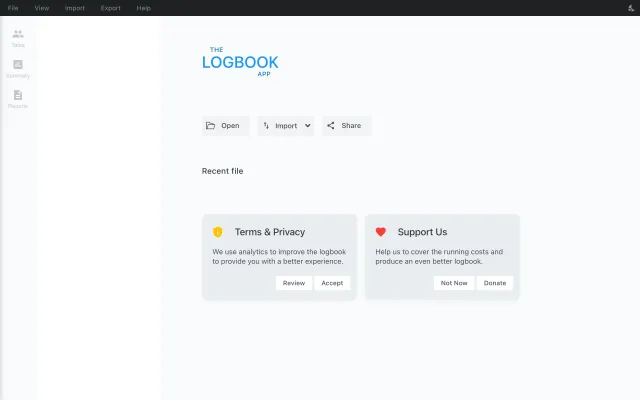 File View Import Export Help
Summary
Reports
THE
LOGBOOK
APP
Open Import Share
Recent file
Terms & Privacy
We use analytics to improve the logbook
to provide you with a better experience.
Review Accept
Support Us
Help us to cover the running costs and
produce an even better logbook.
Not Now Donate